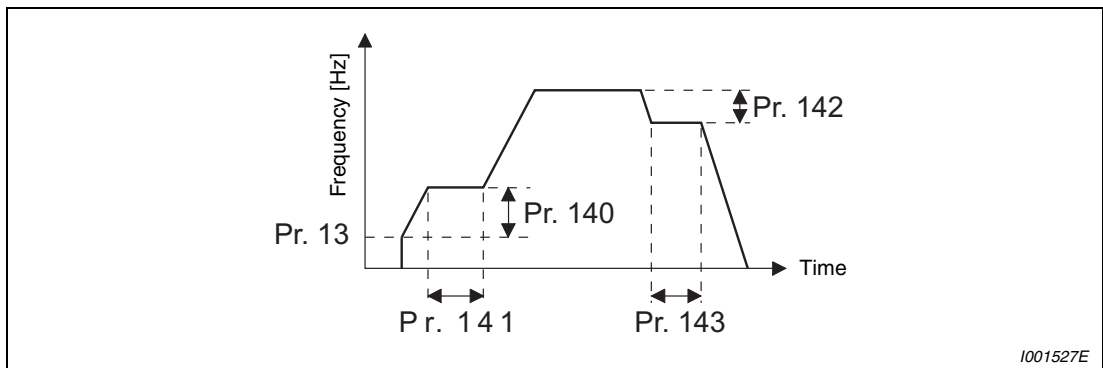 Frequency [Hz]
Pr. 142
Pr. 140
Pr. 13
Time
Pr. 141
Pr. 143
I001527E